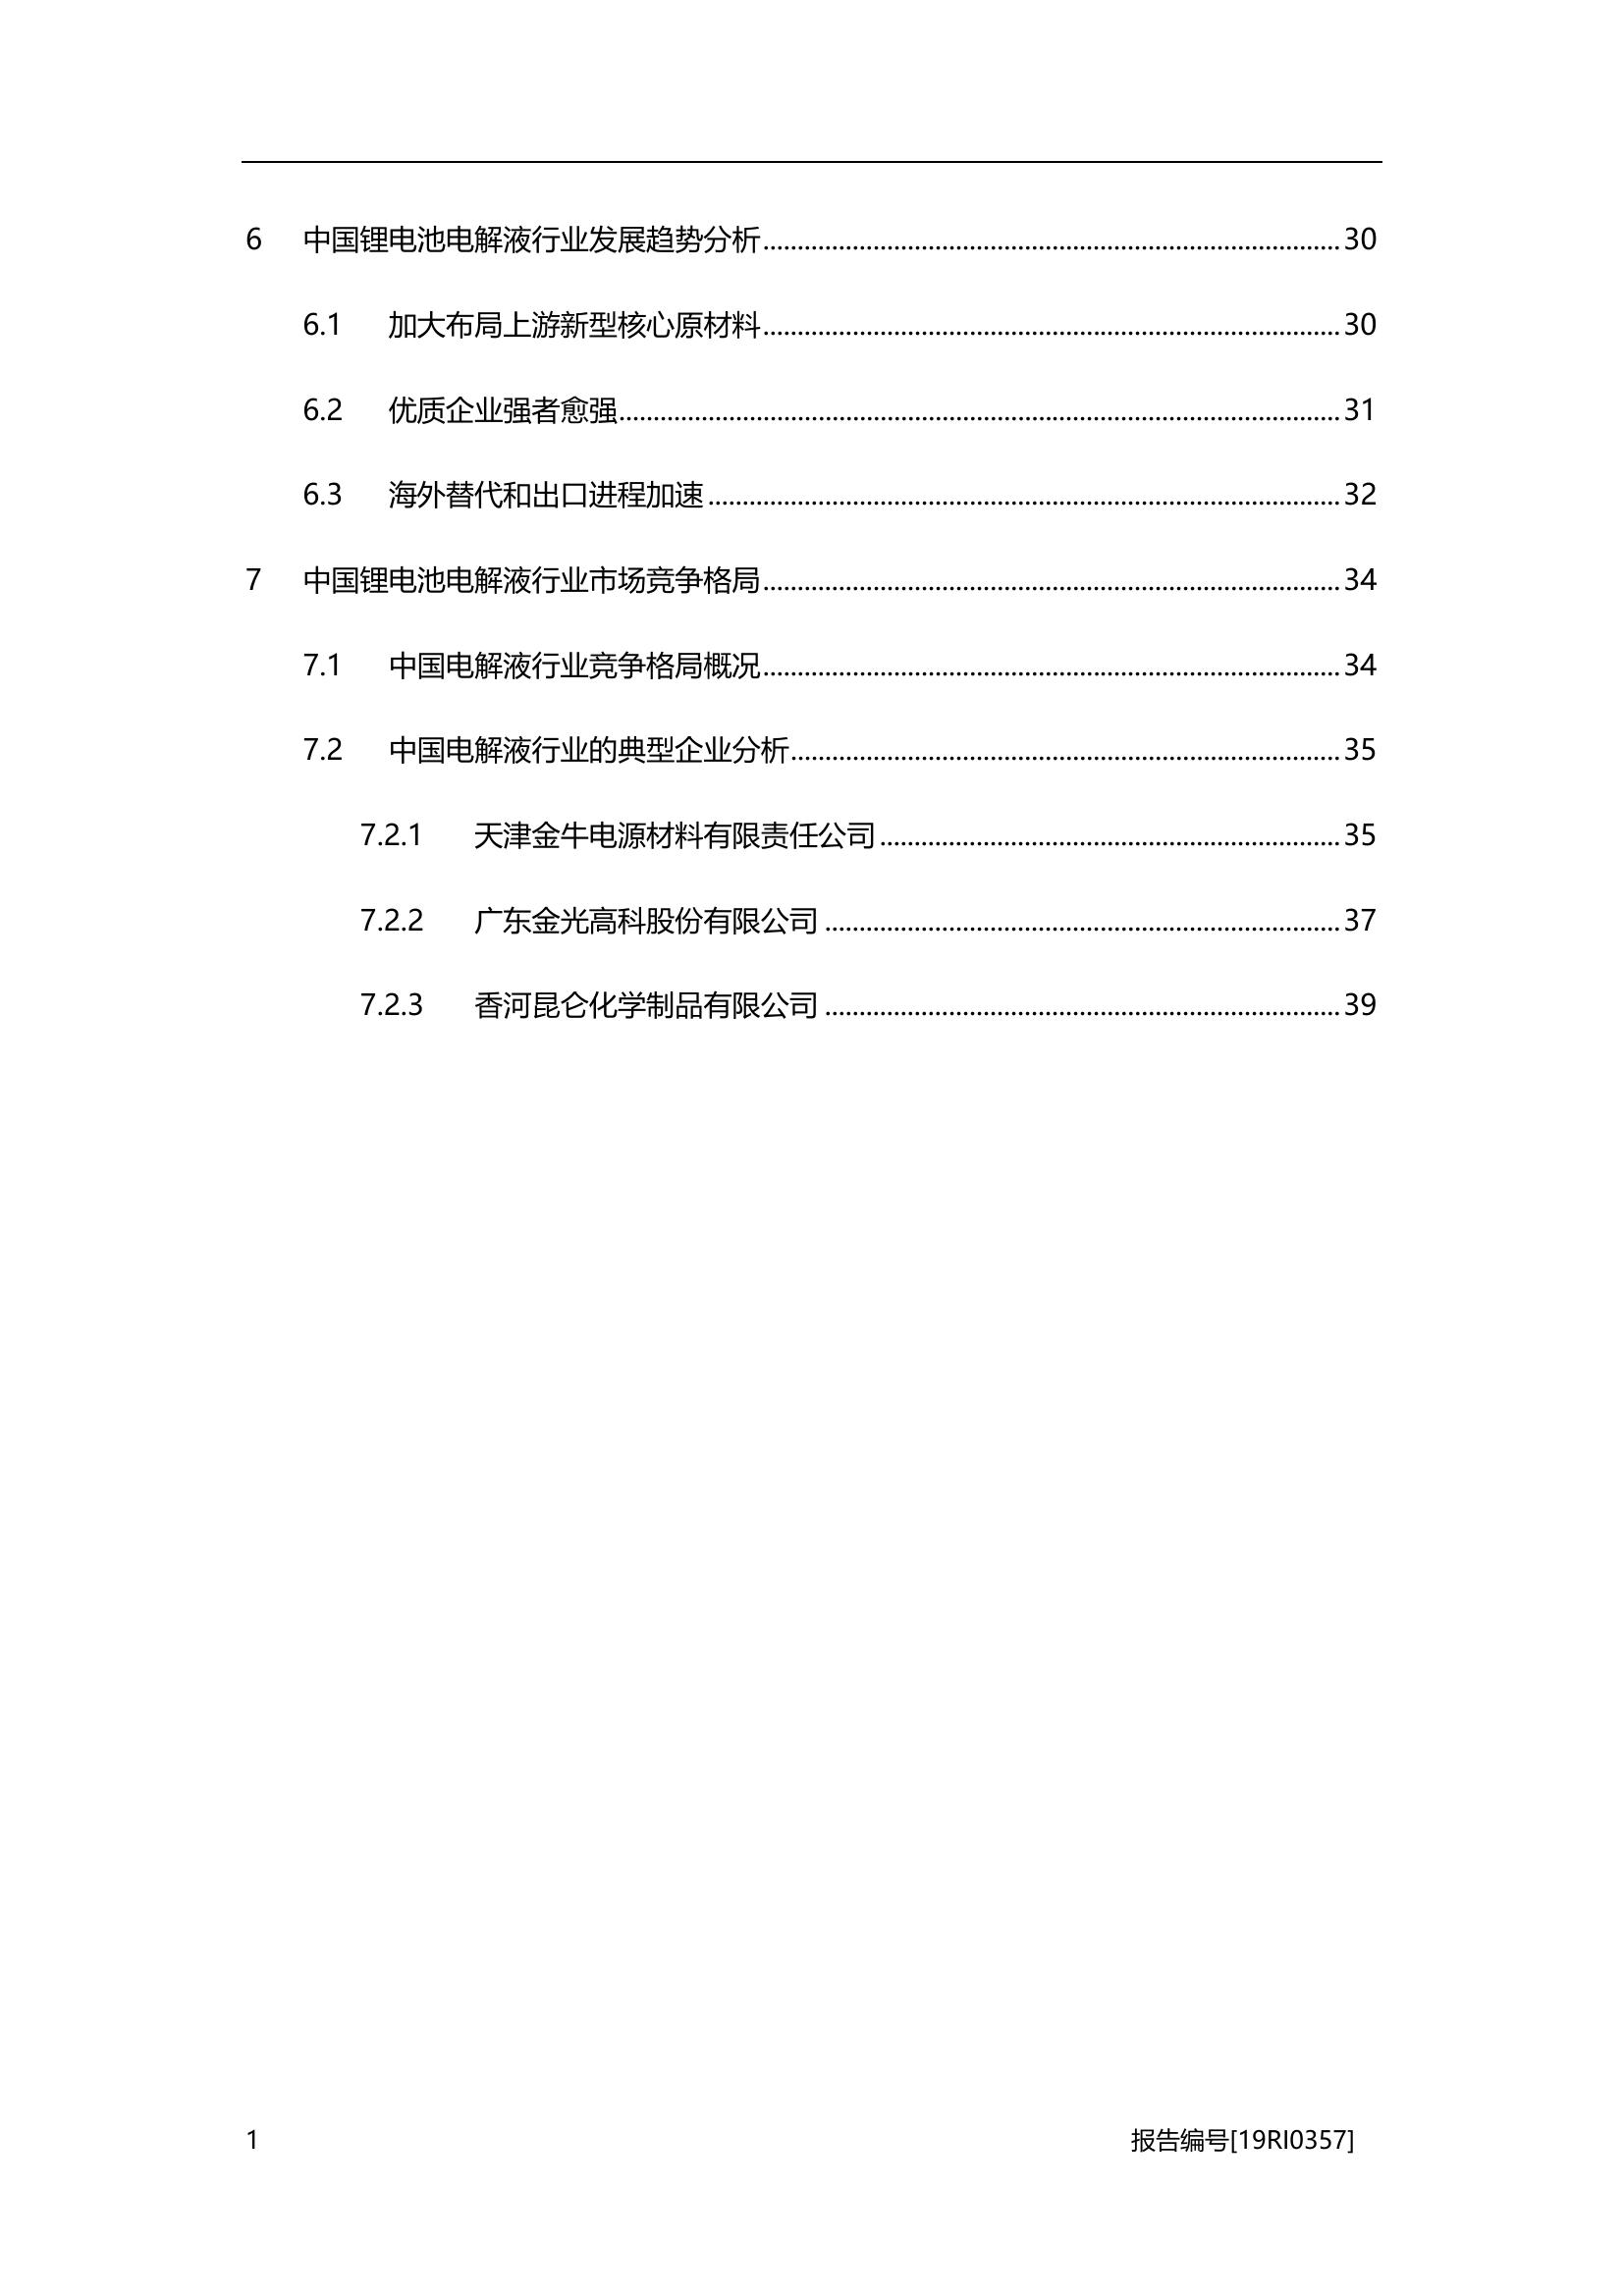 6 中国锂电池电解液行业发展趋势分析 30
6.1 加大布局上游新型核心原材料 30
6.2 优质企业强者愈强 31
6.3 海外替代和出口进程加速 32
7 中国锂电池电解液行业市场竞争格局 34
7.1 中国电解液行业竞争格局概况 34
7.2 中国电解液行业的典型企业分析 35
7.2.1 天津金牛电源材料有限责任公司 35
7.2.2 广东金光高科股份有限公司 37
7.2.3 香河昆仑化学制品有限公司 39
1 报告编号[19RI0357]